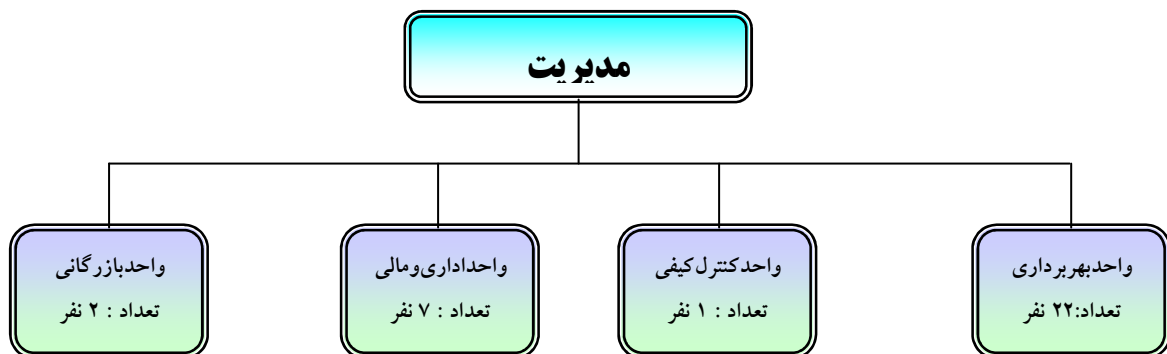 مدیریت
واحدبهربرداری
تعداد:۲۲ نفر
واحدکنترل‌کیفی
تعداد : ۱ نفر
واحداداری‌ومالی
تعداد : ۷ نفر
واحدبازرگانی
تعداد : ۲ نفر